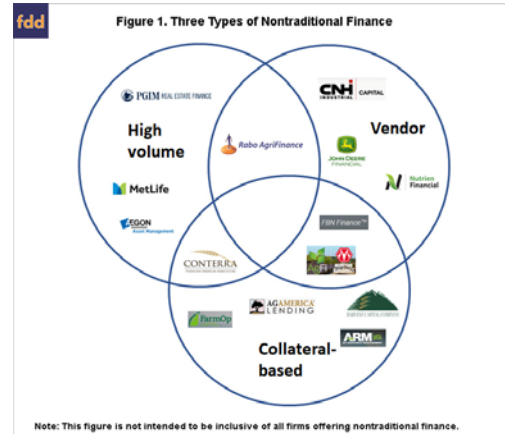 fdd
Figure 1. Three Types of Nontraditional Finance
PGIM REAL ESTATE FINANCE
CNH
INDUSTRIAL
CAPITAL
High
volume
Rabo AgriFinance
Vendor
JOHN DEERE
FINANCIAL
Nutrien
Financial
MetLife
AEGON
Asset Management
FBN Finance
CONTERRA
AGAMERICA
LENDING
FarmOp
ARM
Collateral-
based
Note: This figure is not intended to be inclusive of all firms offering nontraditional finance.